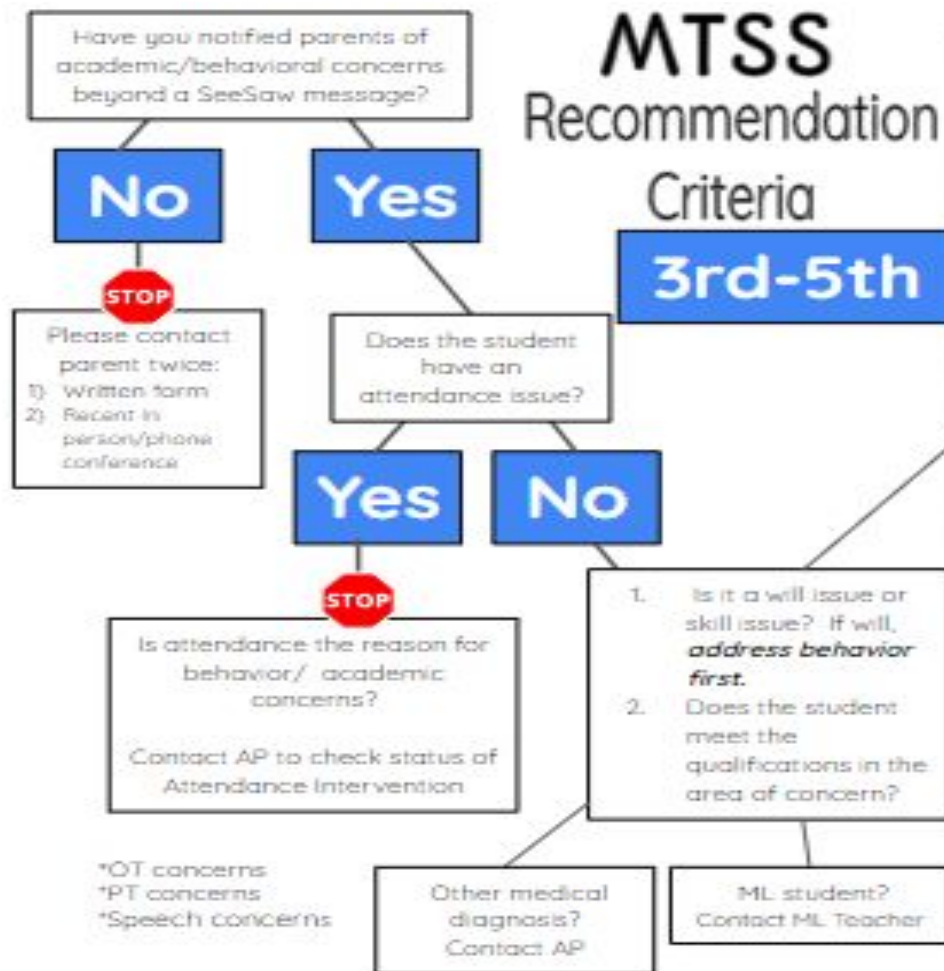 Have you notified parents of
academic/behavioral concerns
beyond a SeeSaw message?
MTSS
Recommendation
Criteria
3rd-5th
No
Yes
STOP
Please contact
parent twice:
1) Written form
2) Recent in
person/phone
conference
Does the student
have an
attendance issue?
Yes
No
STOP
Is attendance the reason for
behavior/ academic
concerns?
Contact AP to check status of
Attendance Intervention
1. Is it a will issue or
skill issue? If will,
address behavior
first.
2. Does the student
meet the
qualifications in the
area of concern?
*OT concerns
*PT concerns
*Speech concerns
Other medical
diagnosis?
Contact AP
ML student?
Contact ML Teacher